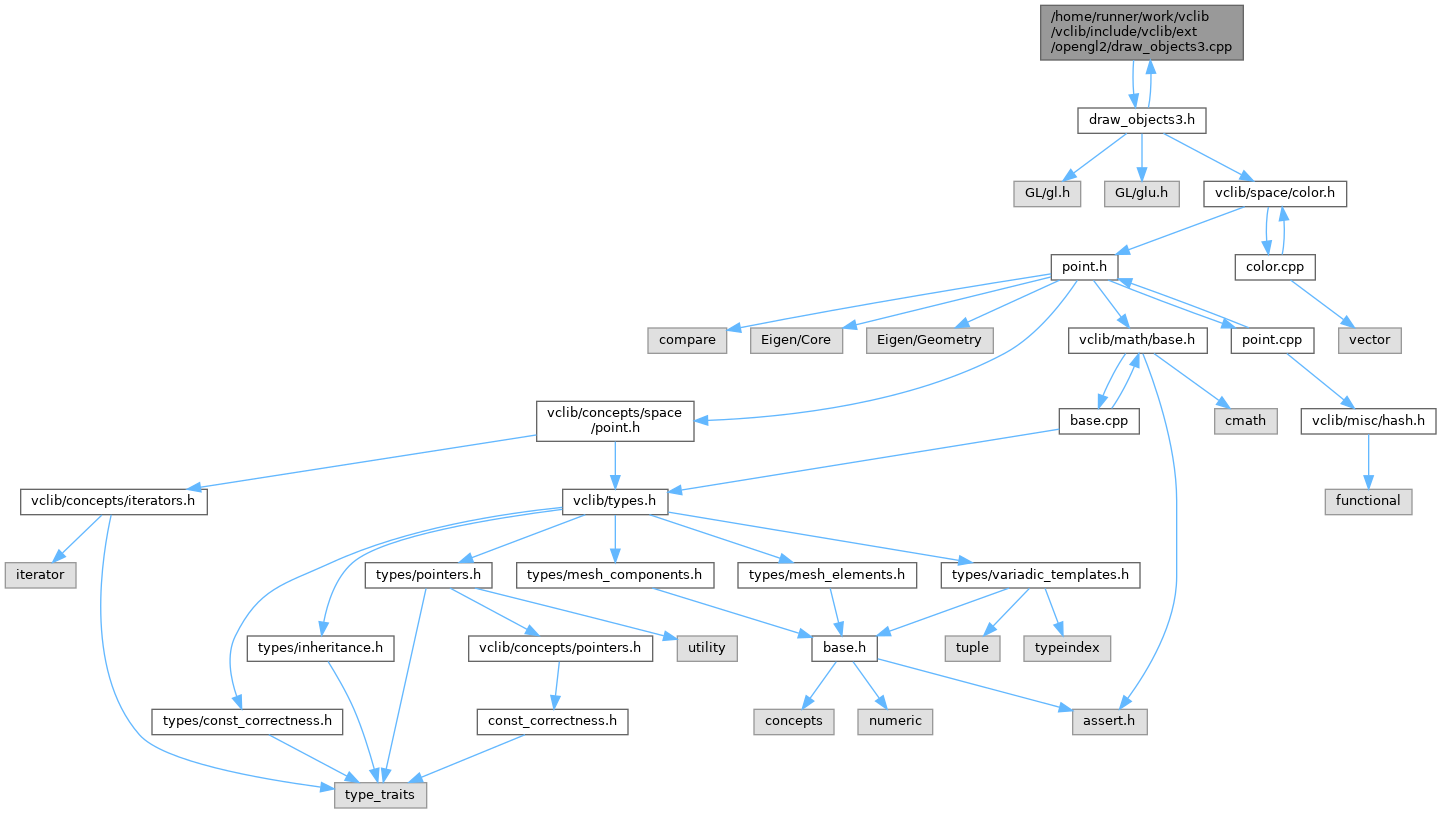 /home/runner/work/vclib
/vclib/include/vclib/ext
/opengl2/draw_objects3.cpp
draw_objects3.h
GL/gl.h
GL/glu.h
vclib/space/color.h
point.h
color.cpp
compare
Eigen/Core
Eigen/Geometry
vclib/math/base.h
point.cpp
vector
vclib/concepts/space
/point.h
base.cpp
cmath
vclib/misc/hash.h
vclib/concepts/iterators.h
vclib/types.h
functional
iterator
types/pointers.h
types/mesh_components.h
types/mesh_elements.h
types/variadic_templates.h
types/inheritance.h
vclib/concepts/pointers.h
utility
base.h
tuple
typeindex
types/const_correctness.h
const_correctness.h
concepts
numeric
assert.h
type_traits